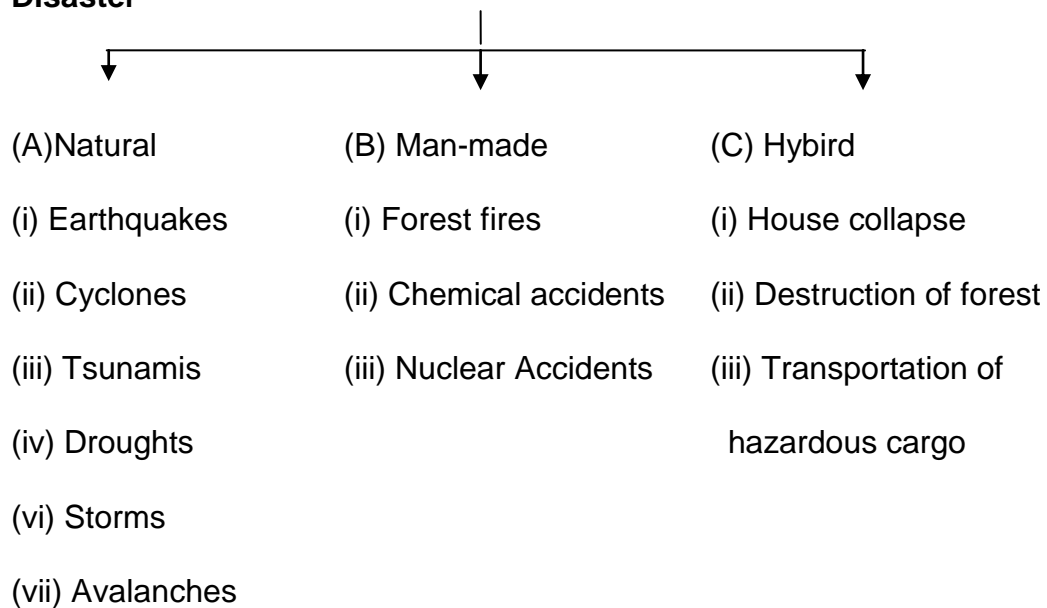 Disaster
(A)Natural (B) Man-made (C) Hybird
(i) Earthquakes (i) Forest fires (i) House collapse
(ii) Cyclones (ii) Chemical accidents (ii) Destruction of forest
(iii) Tsunamis (iii) Nuclear Accidents (iii) Transportation of
(iv) Droughts hazardous cargo
(vi) Storms
(vii) Avalanches